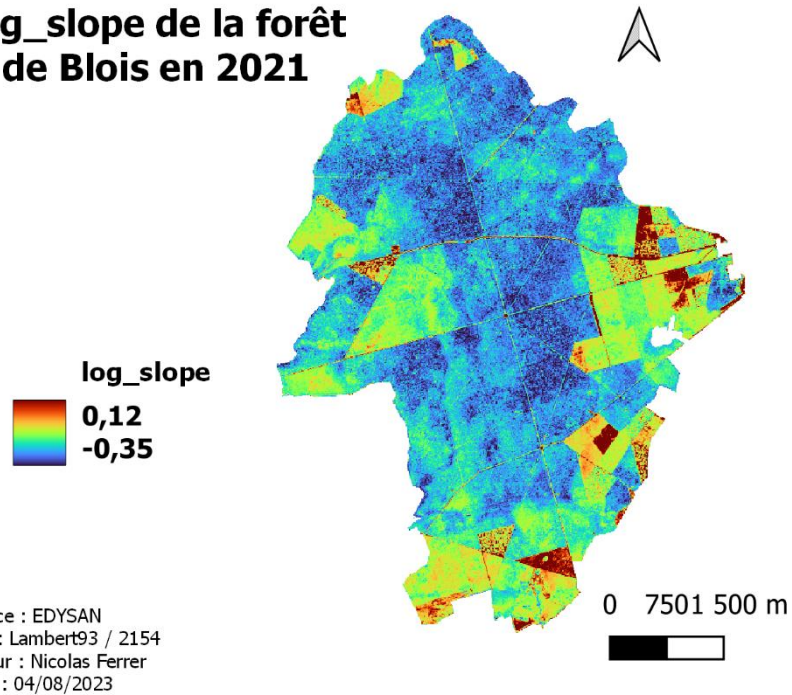 g_slope de la forêt
de Blois en 2021
log_slope
0,12
-0,35
ce : EDYSAN
: Lambert93 / 2154
ur : Nicolas Ferrer
: 04/08/2023
0 7501 500 m